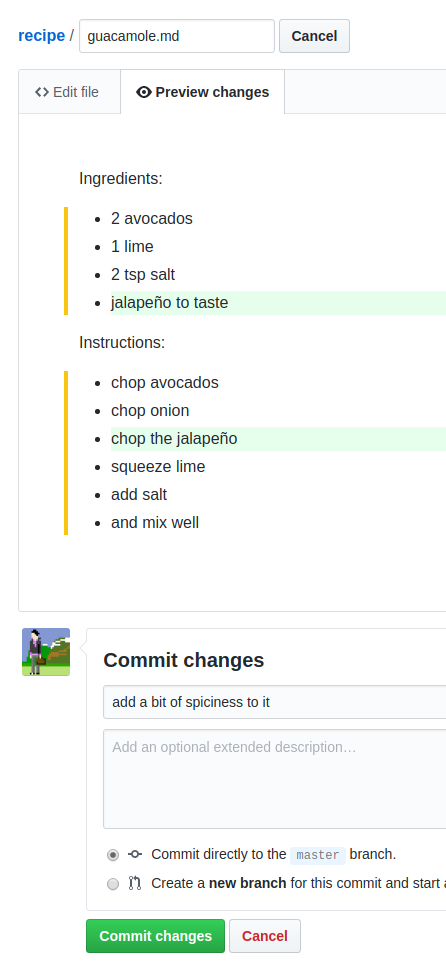 recipe / guacamole.md Cancel
Edit file Preview changes
Ingredients:
2 avocados
1 lime
2 tsp salt
jalapeño to taste
Instructions:
chop avocados
chop onion
chop the jalapeño
squeeze lime
add salt
and mix well
Commit changes
add a bit of spiciness to it
Add an optional extended description…
Commit directly to the master branch.
Create a new branch for this commit and start
Commit changes Cancel